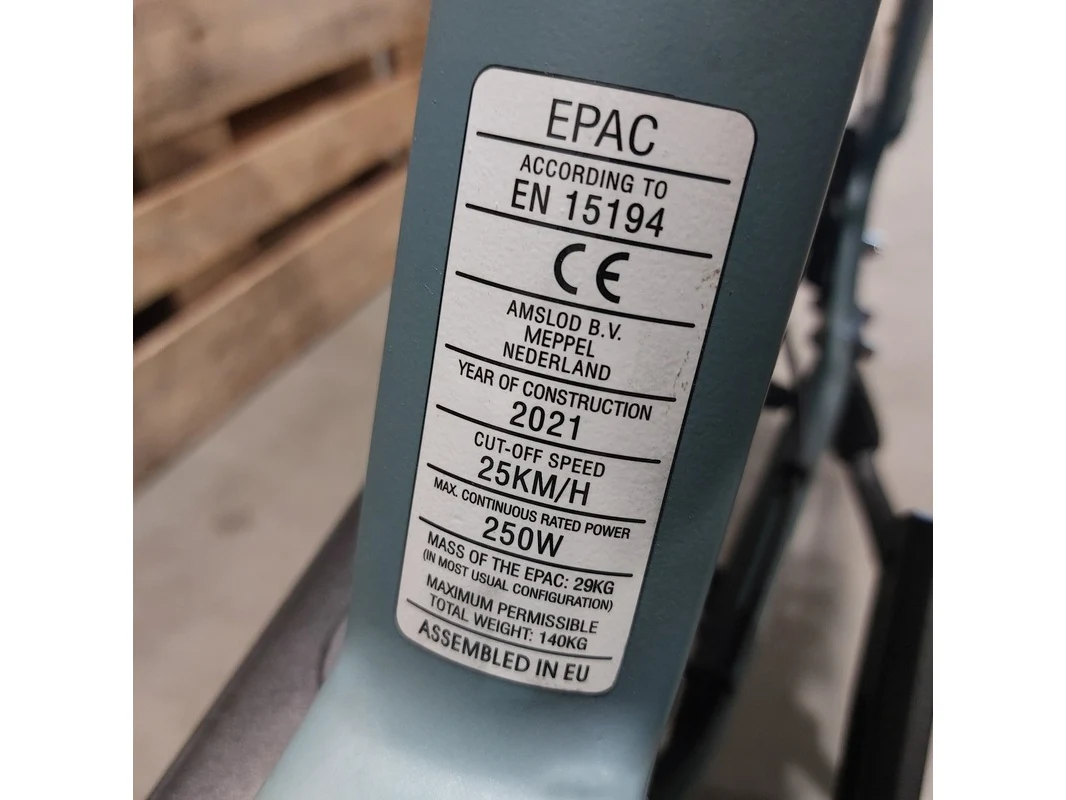 EPAC
ACCORDING TO
EN 15194
CE
AMSLOD B.V.
MEPPEL
NEDERLAND
YEAR OF CONSTRUCTION
2021
CUT-OFF SPEED
25KM/H
MAX. CONTINUOUS RATED POWER
250W
MASS OF THE EPAC: 29KG
(IN MOST USUAL CONFIGURATION)
MAXIMUM PERMISSIBLE
TOTAL WEIGHT: 140KG
ASSEMBLED IN EU